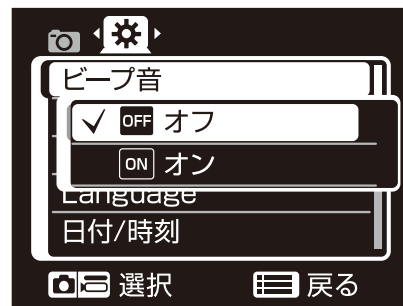 ビープ音
OFF オフ
ON オン
Language
日付/時刻
選択 戻る